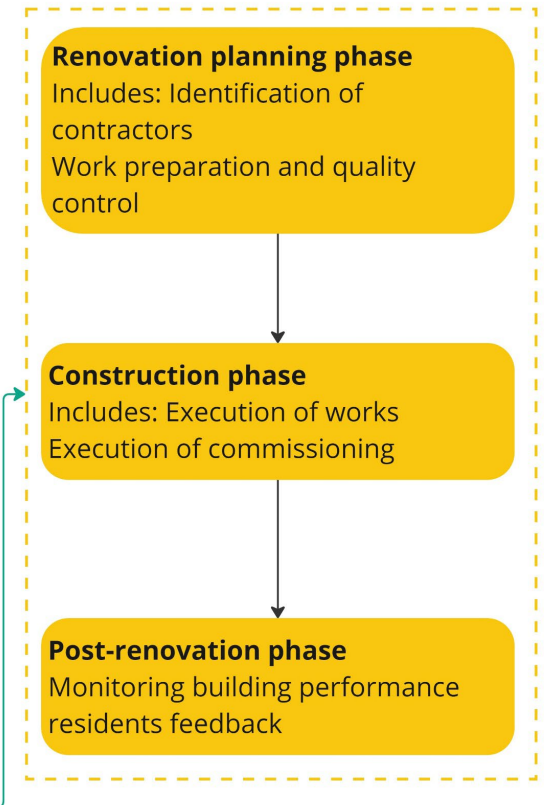 Renovation planning phase
Includes: Identification of
contractors
Work preparation and quality
control
Construction phase
Includes: Execution of works
Execution of commissioning
Post-renovation phase
Monitoring building performance
residents feedback